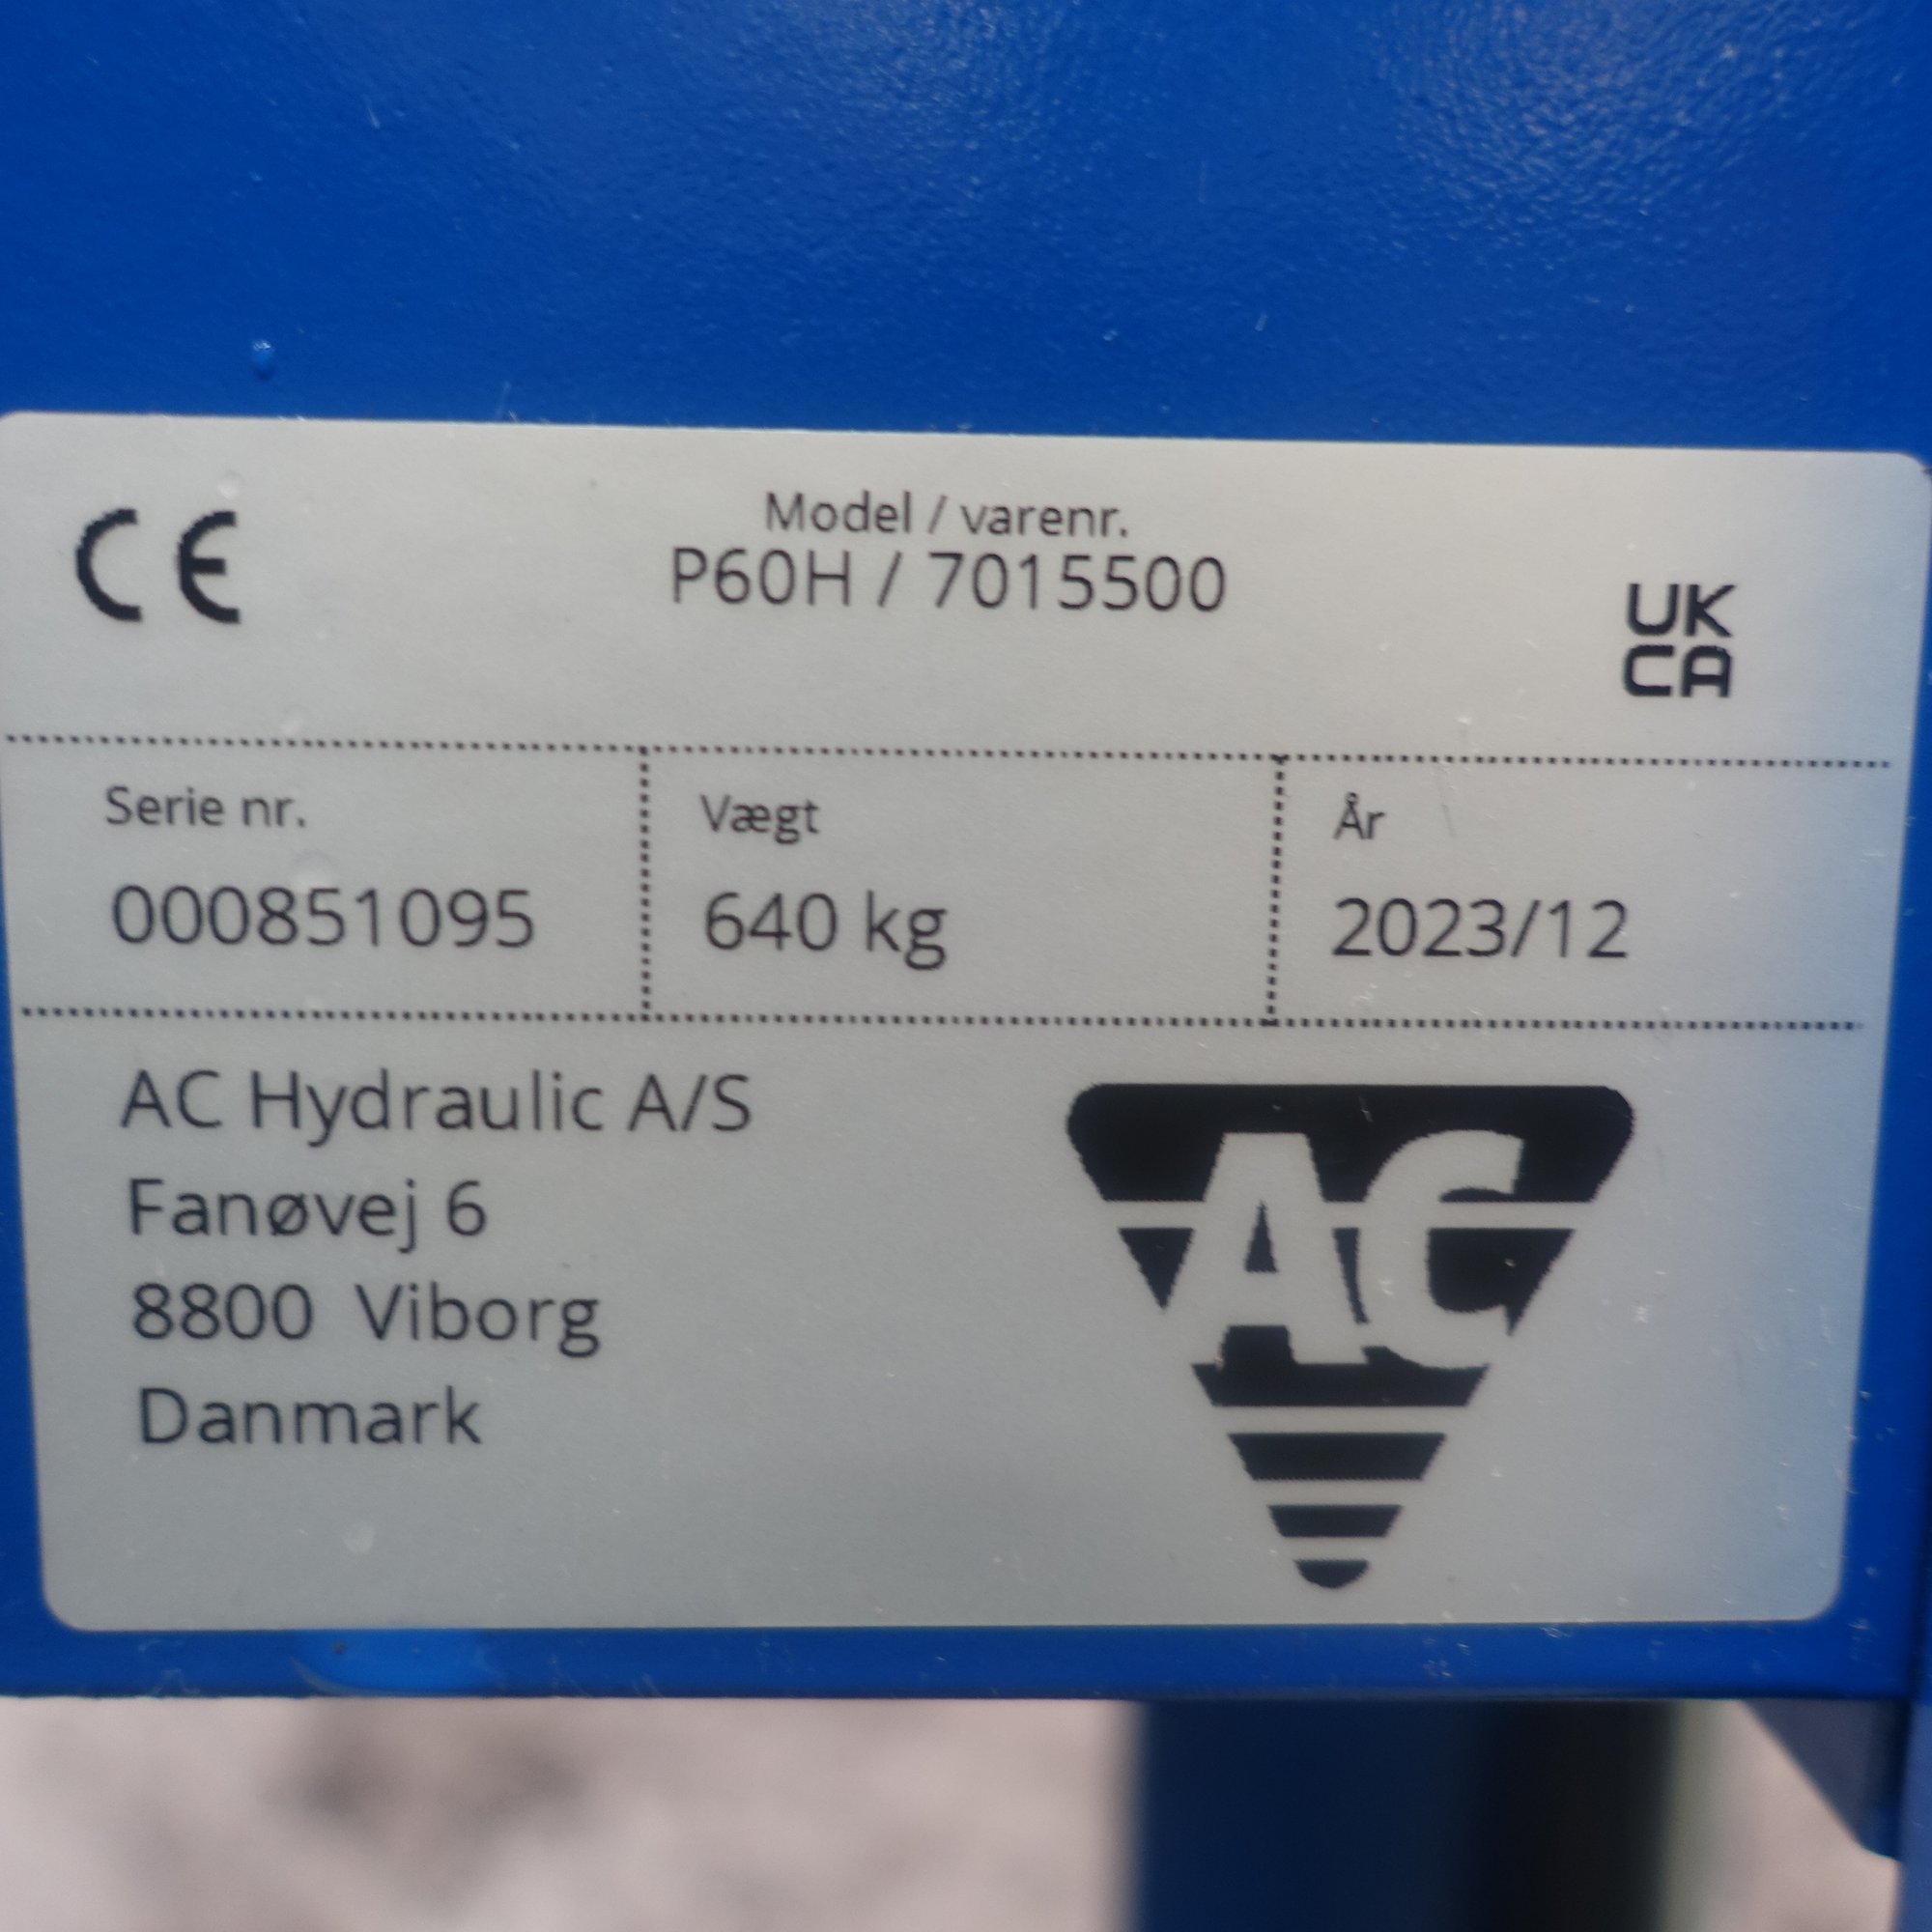 CE
Model / varenr.
P60H / 7015500
UK
CA
Serie nr.
000851095
Vægt
640 kg
År
2023/12
AC Hydraulic A/S
Fanøvej 6
8800 Viborg
Danmark
AC